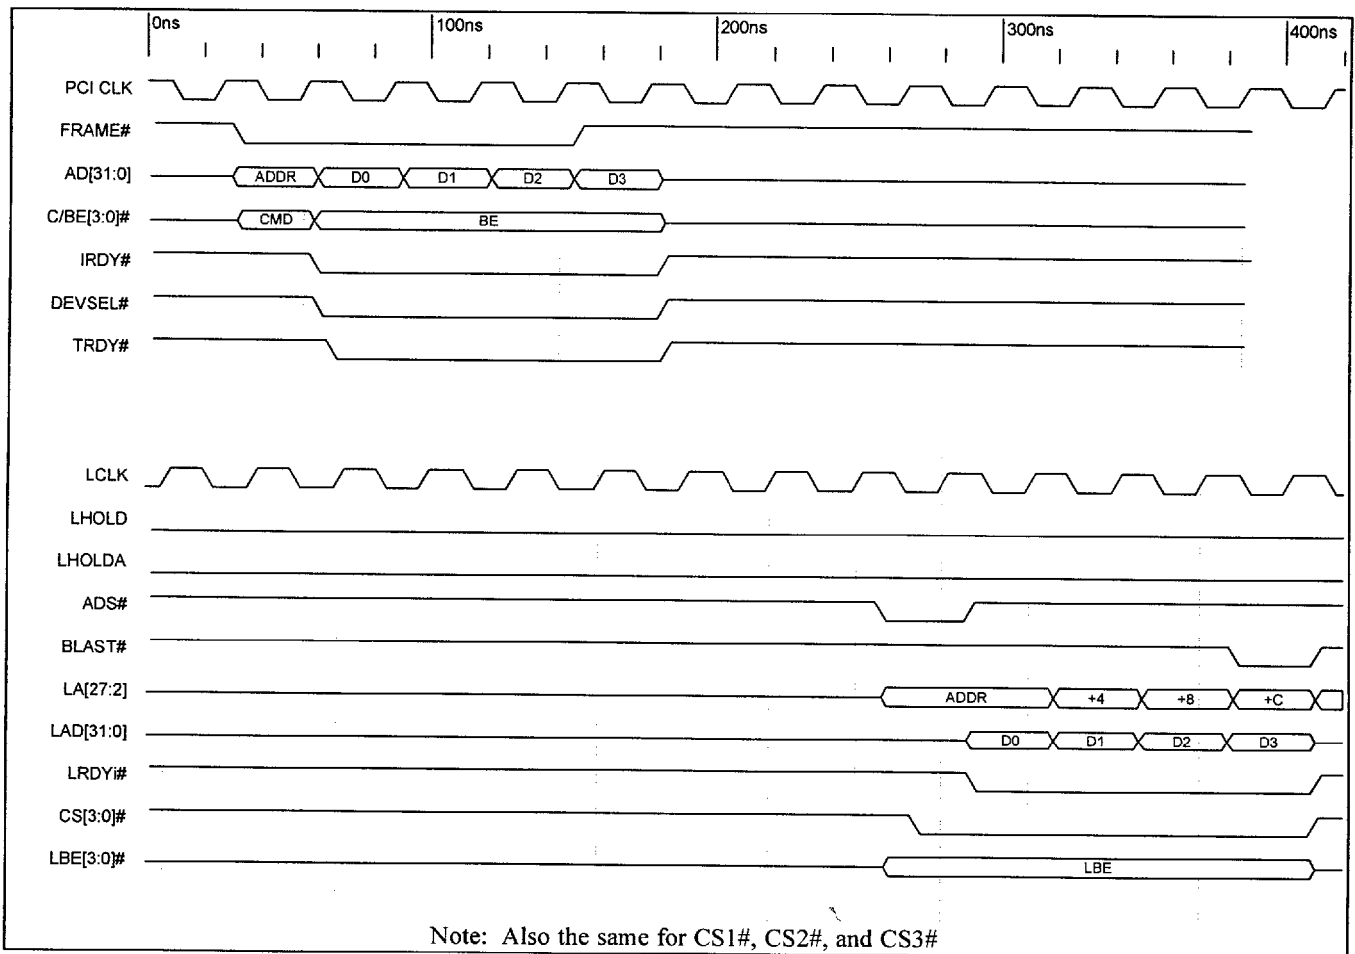 0ns 100ns 200ns 300ns 400ns
PCI CLK
FRAME#
AD[31:0] ADDR D0 D1 D2 D3
C/BE[3:0]# CMD BE
IRDY#
DEVSEL#
TRDY#
LCLK
LHOLD
LHOLDA
ADS#
BLAST#
LA[27:2] ADDR +4 +8 +C
LAD[31:0] D0 D1 D2 D3
LRDYi#
CS[3:0]#
LBE[3:0]# LBE
Note: Also the same for CS1#, CS2#, and CS3#